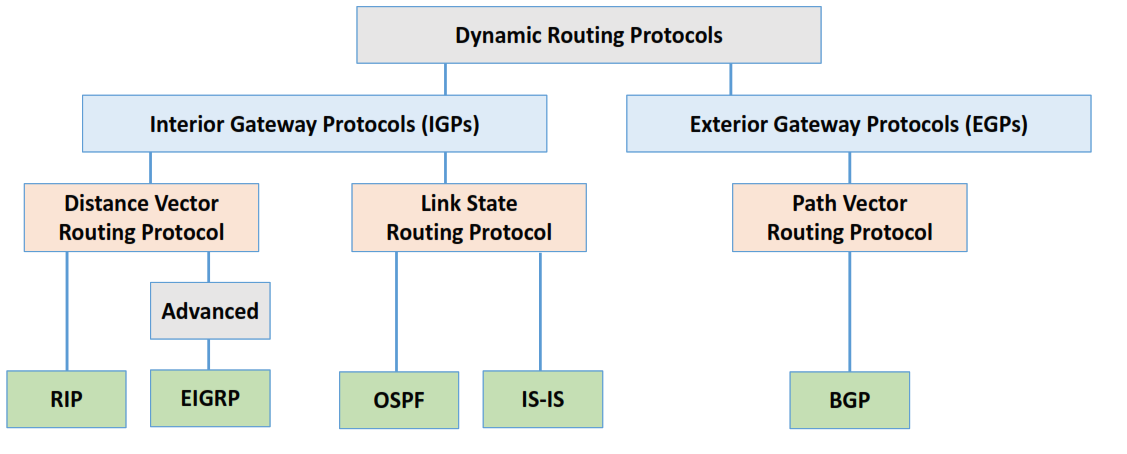 Dynamic Routing Protocols
Interior Gateway Protocols (IGPs)
Exterior Gateway Protocols (EGPs)
Distance Vector
Routing Protocol
Link State
Routing Protocol
Path Vector
Routing Protocol
Advanced
RIP
EIGRP
OSPF
IS-IS
BGP